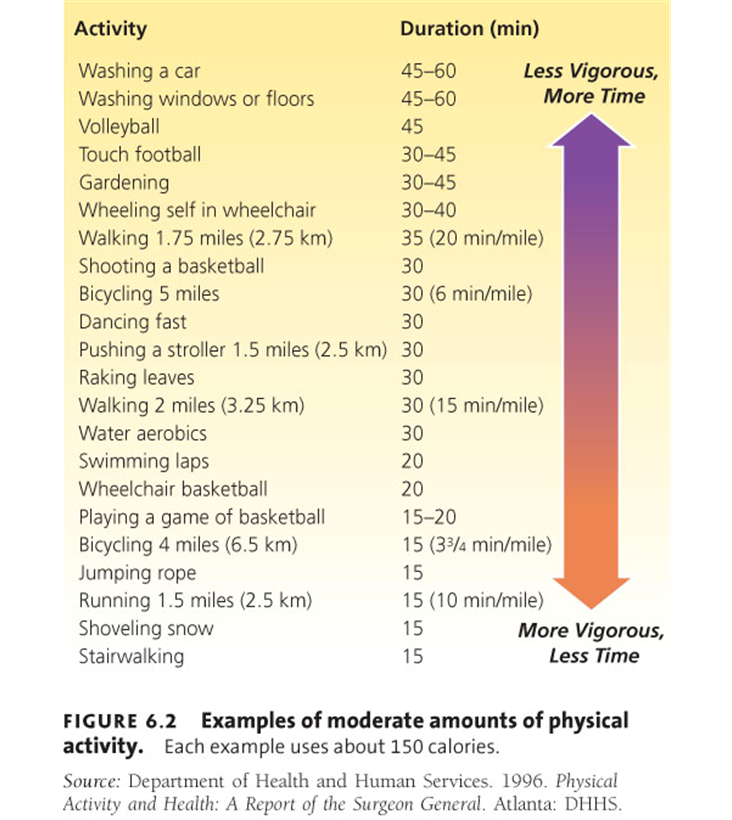 Activity Duration (min)
Washing a car 45–60 Less Vigorous,
Washing windows or floors 45–60 More Time
Volleyball 45
Touch football 30–45
Gardening 30–45
Wheeling self in wheelchair 30–40
Walking 1.75 miles (2.75 km) 35 (20 min/mile)
Shooting a basketball 30
Bicycling 5 miles 30 (6 min/mile)
Dancing fast 30
Pushing a stroller 1.5 miles (2.5 km) 30
Raking leaves 30
Walking 2 miles (3.25 km) 30 (15 min/mile)
Water aerobics 30
Swimming laps 20
Wheelchair basketball 20
Playing a game of basketball 15–20
Bicycling 4 miles (6.5 km) 15 (3³/₄ min/mile)
Jumping rope 15
Running 1.5 miles (2.5 km) 15 (10 min/mile)
Shoveling snow 15 More Vigorous,
Stairwalking 15 Less Time
FIGURE 6.2 Examples of moderate amounts of physical
activity. Each example uses about 150 calories.
Source: Department of Health and Human Services. 1996. Physical
Activity and Health: A Report of the Surgeon General. Atlanta: DHHS.